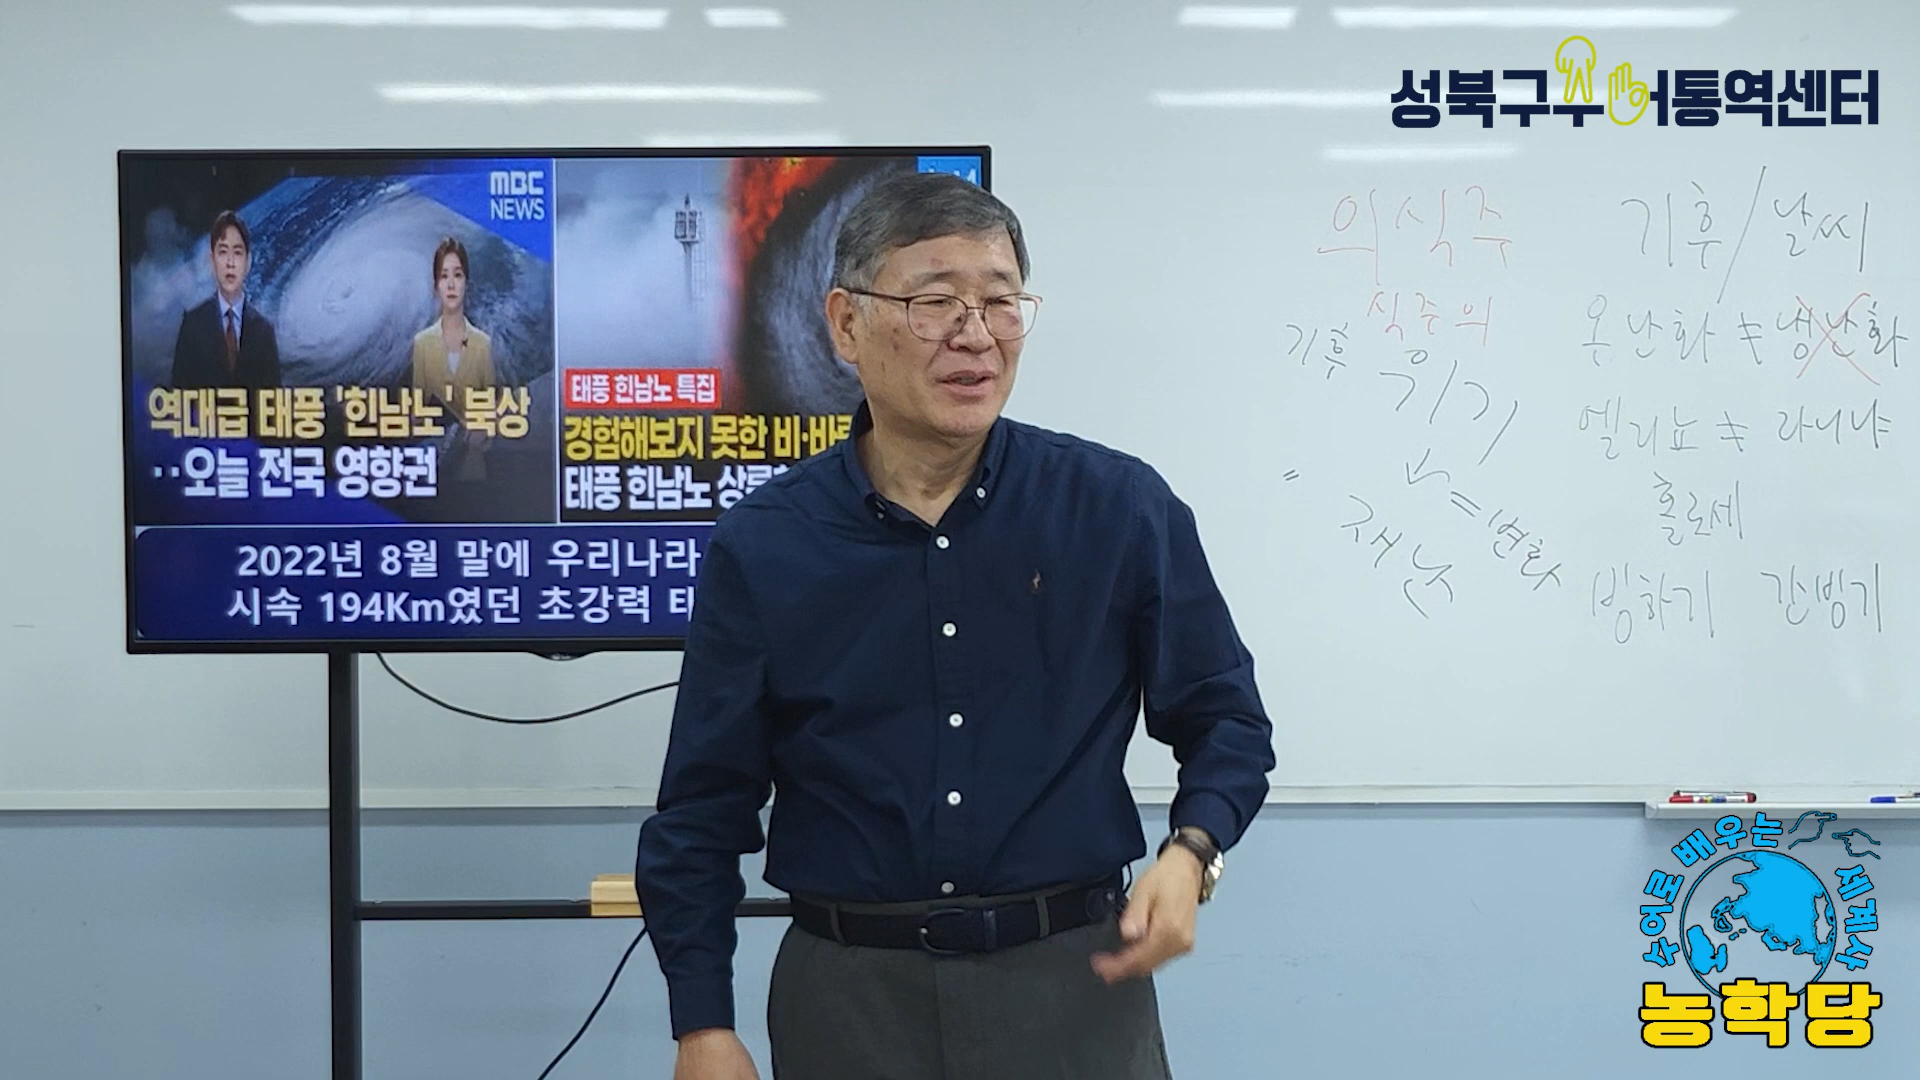 성북구수어통역센터
MBC
NEWS
역대급 태풍 '힌남노' 북상
··오늘 전국 영향권
태풍 힌남노 특집
경험해보지 못한 비·바
태풍 힌남노 상륙
2022년 8월 말에 우리나라
시속 194Km였던 초강력 태
의식주
식주의
기후
기후/날씨
온난화 ≠ 냉난화
엘리뇨 ≠ 라니냐
홀로세
빙하기 간빙기
= 변화
수어로 배우는 세계사
농학당